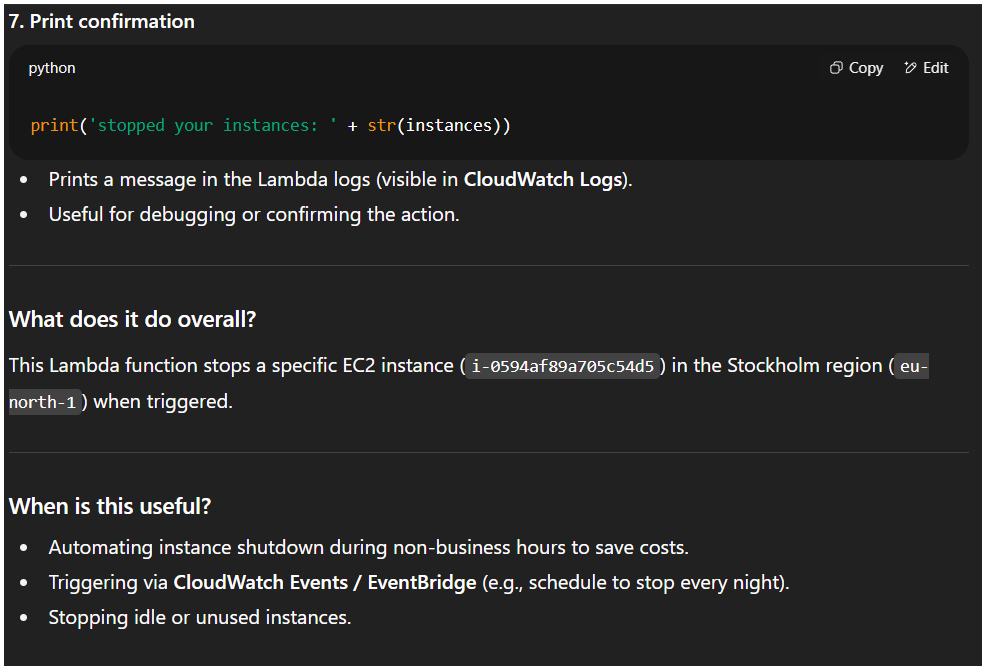 7. Print confirmation
python
Copy
Edit
print('stopped your instances: ' + str(instances))
• Prints a message in the Lambda logs (visible in CloudWatch Logs).
• Useful for debugging or confirming the action.
What does it do overall?
This Lambda function stops a specific EC2 instance ( i-0594af89a705c54d5 ) in the Stockholm region ( eu-
north-1 ) when triggered.
When is this useful?
• Automating instance shutdown during non-business hours to save costs.
• Triggering via CloudWatch Events / EventBridge (e.g., schedule to stop every night).
• Stopping idle or unused instances.